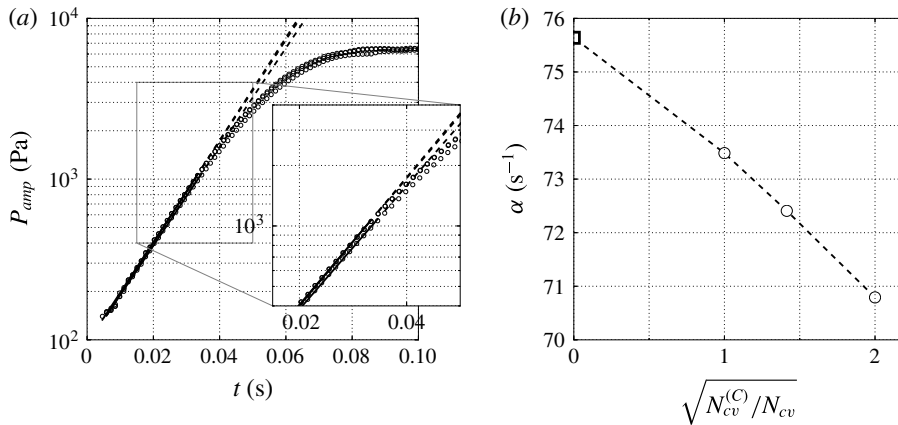 (a)
10^4
10^3
10^2
P_amp (Pa)
10^3
0.02 0.04
0 0.02 0.04 0.06 0.08 0.10
t (s)
(b)
76
75
74
73
72
71
70
α (s^−1)
0 1 2
√N_cv^(C)/N_cv